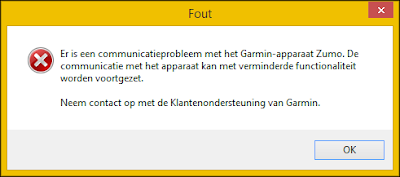 Fout
Er is een communicatieprobleem met het Garmin-apparaat Zumo. De
communicatie met het apparaat kan met verminderde functionaliteit
worden voortgezet.
Neem contact op met de Klantenondersteuning van Garmin.
OK